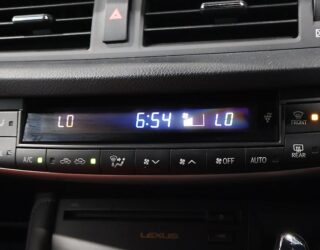 LO 6:54 LO
A/C OFF AUTO
FRONT
REAR
LEXUS